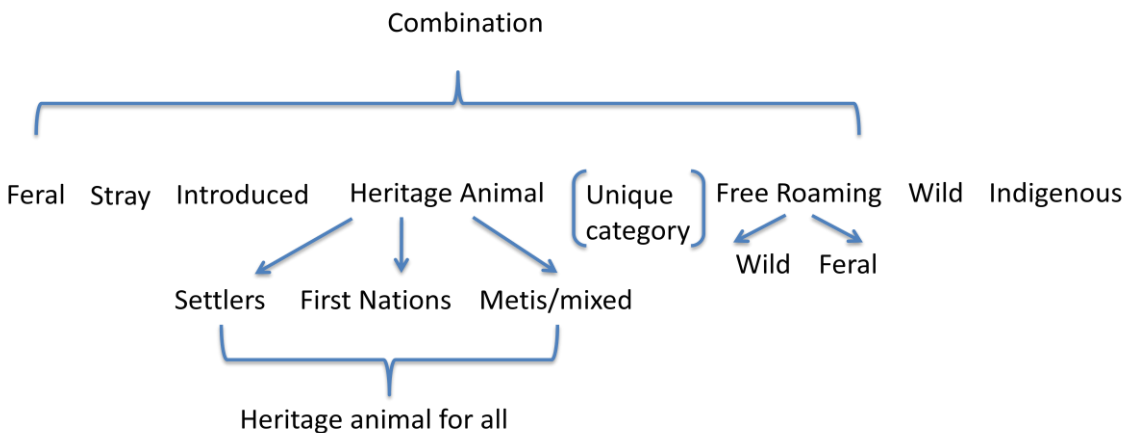 Combination
Feral Stray Introduced Heritage Animal Unique category Free Roaming Wild Indigenous
Wild Feral
Settlers First Nations Metis/mixed
Heritage animal for all